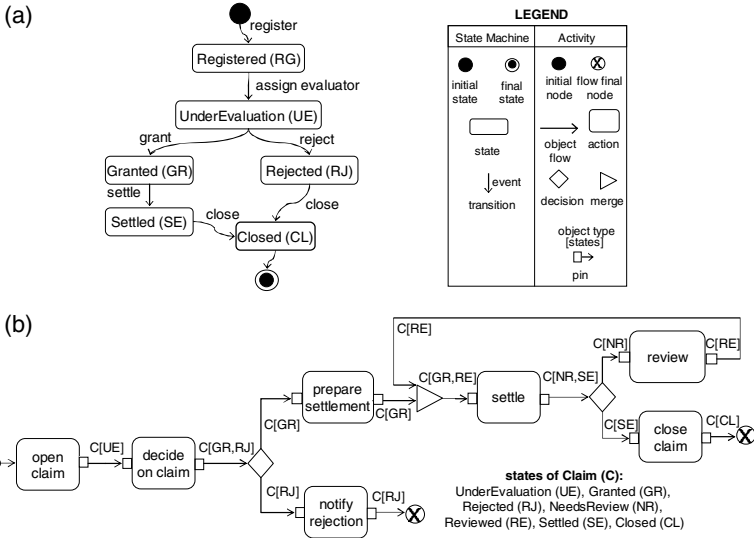 (a)
register
Registered (RG)
assign evaluator
UnderEvaluation (UE)
grant
reject
Granted (GR)
Rejected (RJ)
settle
close
Settled (SE)
close
Closed (CL)
LEGEND
State Machine
Activity
initial
state
final
state
initial
node
flow final
node
state
object
flow
action
event
transition
decision
merge
object type
[states]
pin
(b)
C[RE]
C[NR]
review
C[RE]
prepare
settlement
C[GR,RE]
settle
C[NR,SE]
C[GR]
C[GR]
open
claim
C[UE]
decide
on claim
C[GR,RJ]
C[SE]
close
claim
C[CL]
C[RJ]
notify
rejection
C[RJ]
states of Claim (C):
UnderEvaluation (UE), Granted (GR),
Rejected (RJ), NeedsReview (NR),
Reviewed (RE), Settled (SE), Closed (CL)